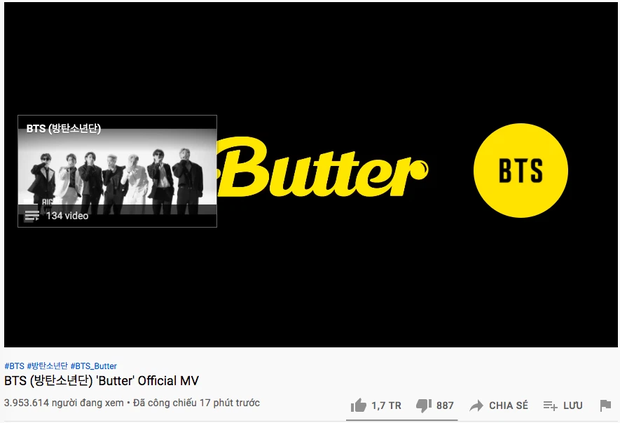 BTS (방탄소년단)
134 video
Butter
BTS
#BTS #방탄소년단 #BTS_Butter
BTS (방탄소년단) 'Butter' Official MV
3.953.614 người đang xem • Đã công chiếu 17 phút trước
1,7 TR
887
CHIA SẺ
LƯU